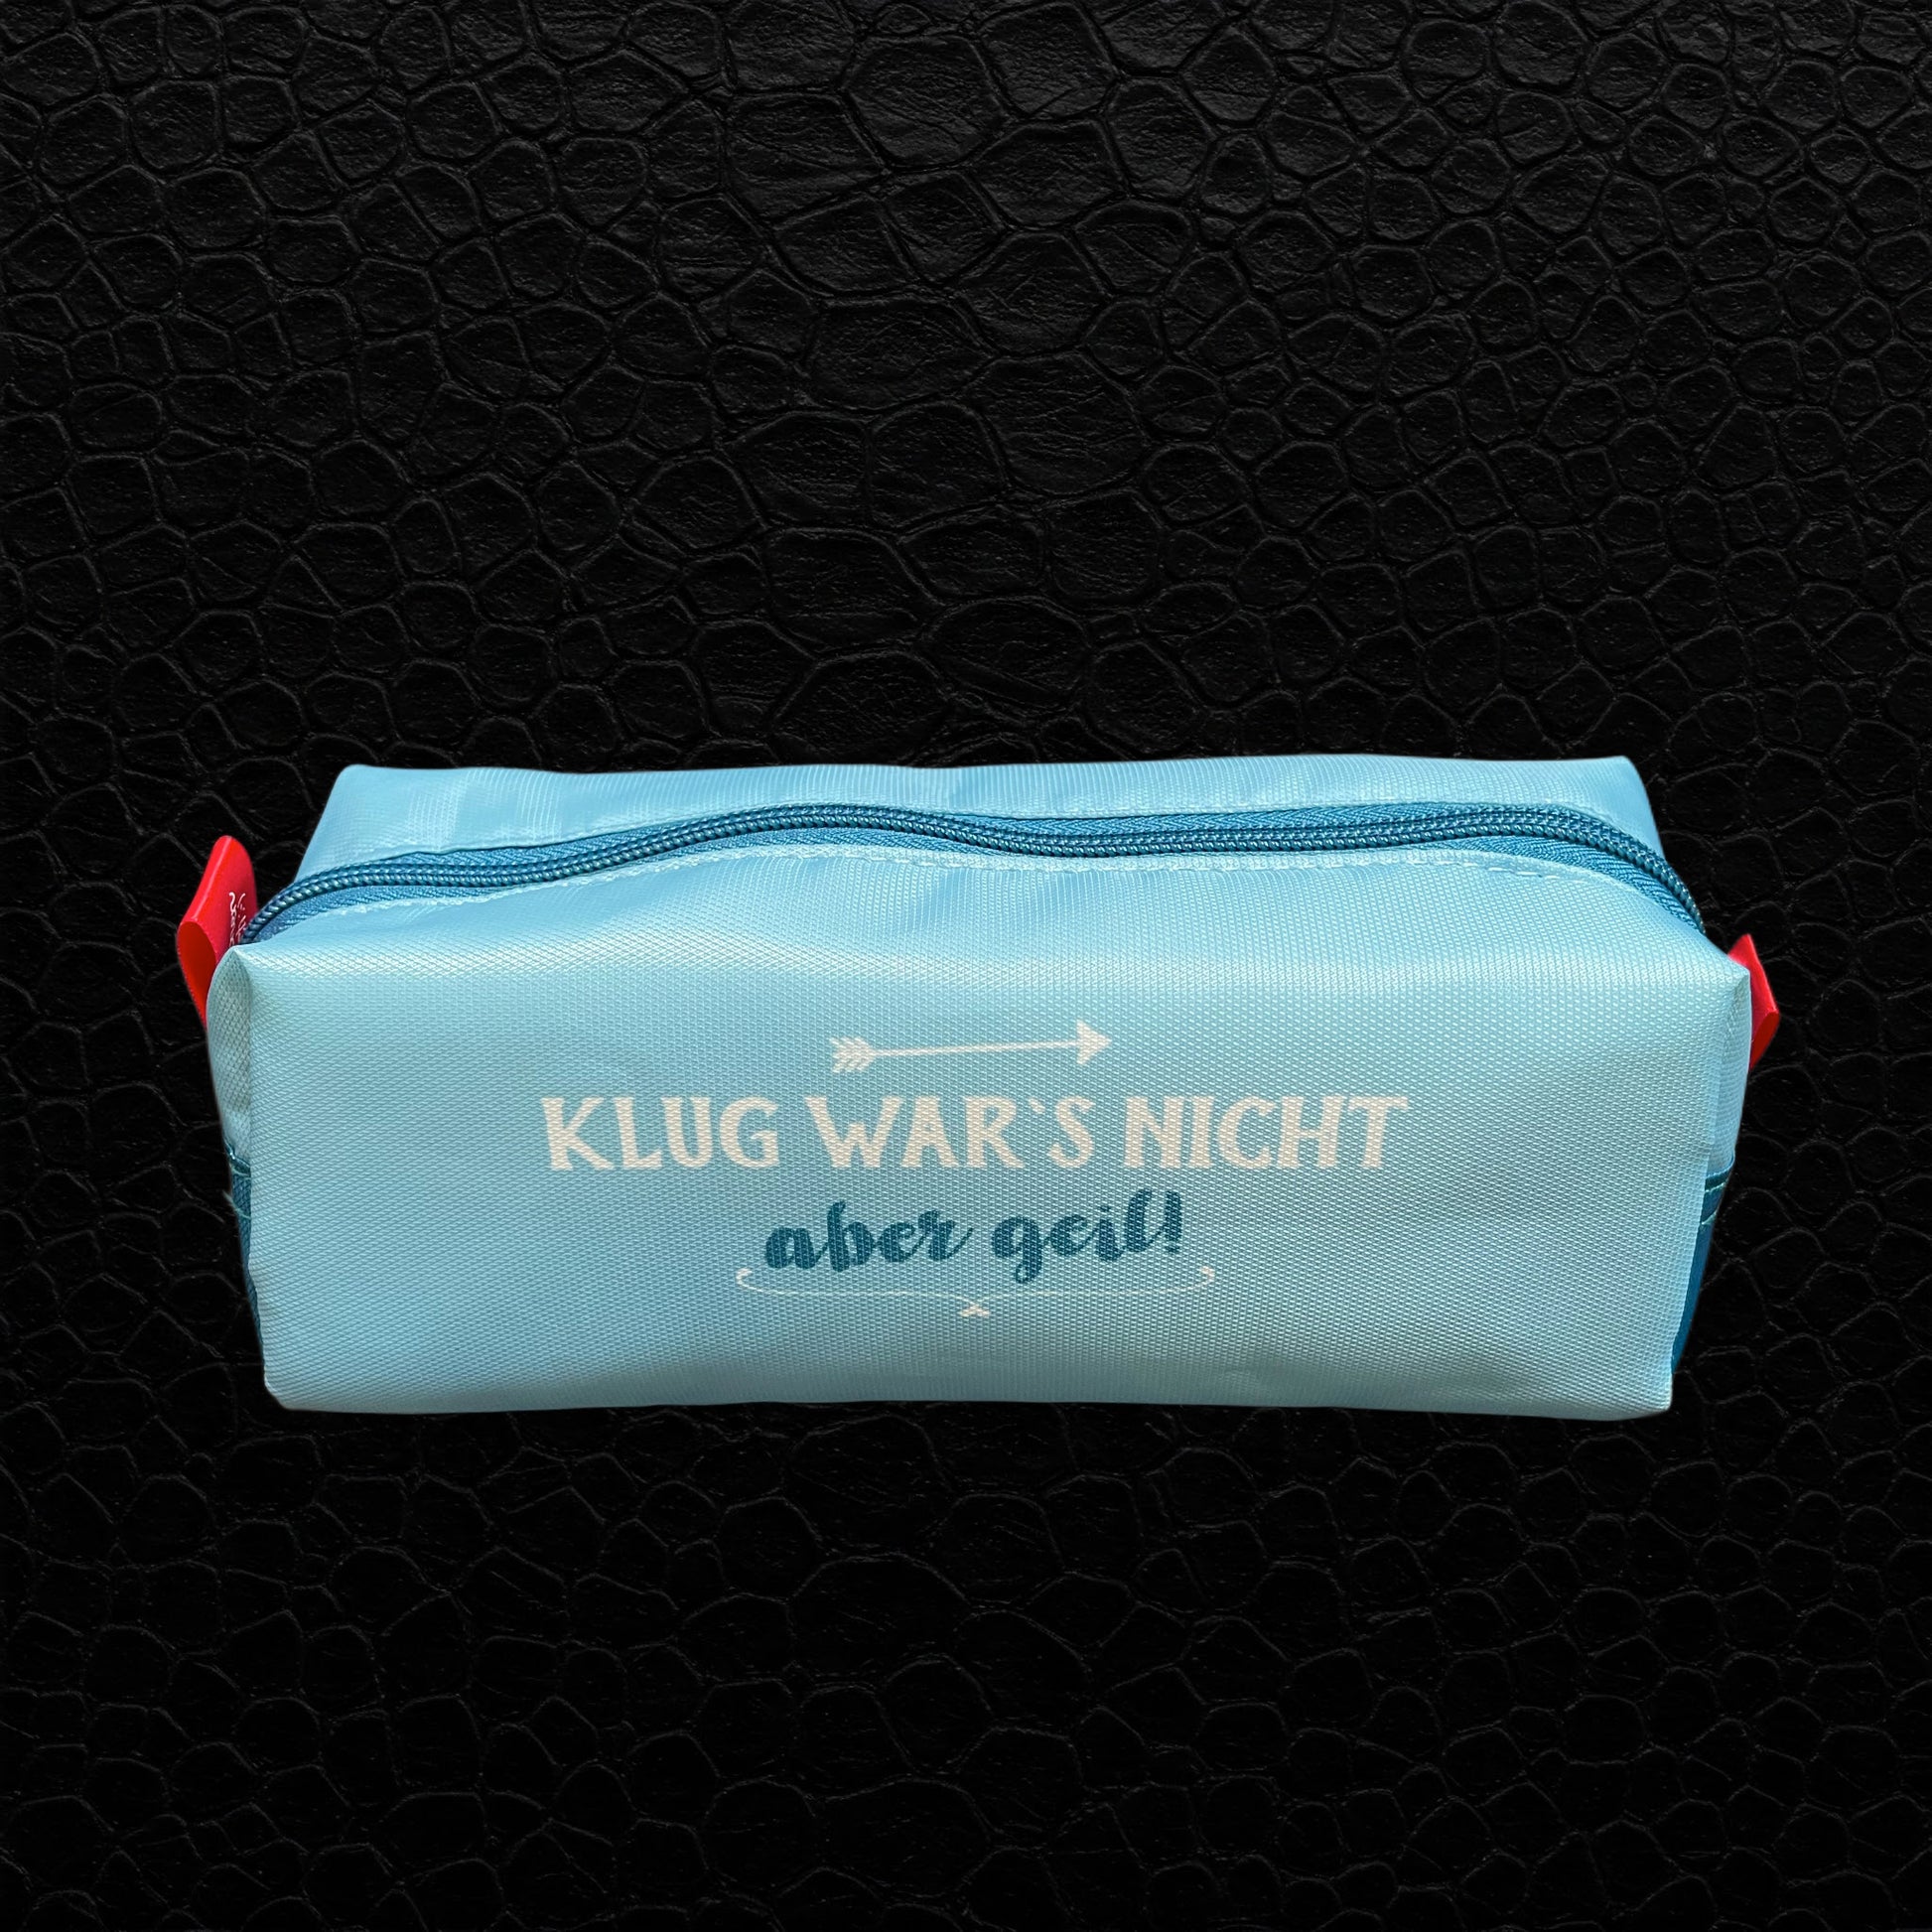 KLUG WAR`S NICHT
aber geil!